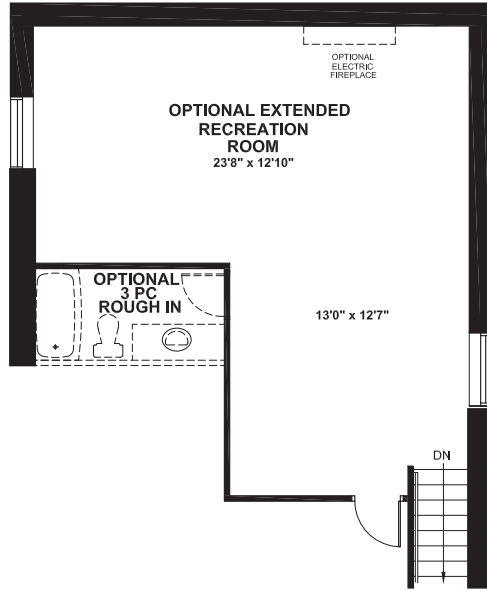 OPTIONAL
ELECTRIC
FIREPLACE
OPTIONAL EXTENDED
RECREATION
ROOM
23'8" x 12'10"
OPTIONAL
3 PC
ROUGH IN
13'0" x 12'7"
DN